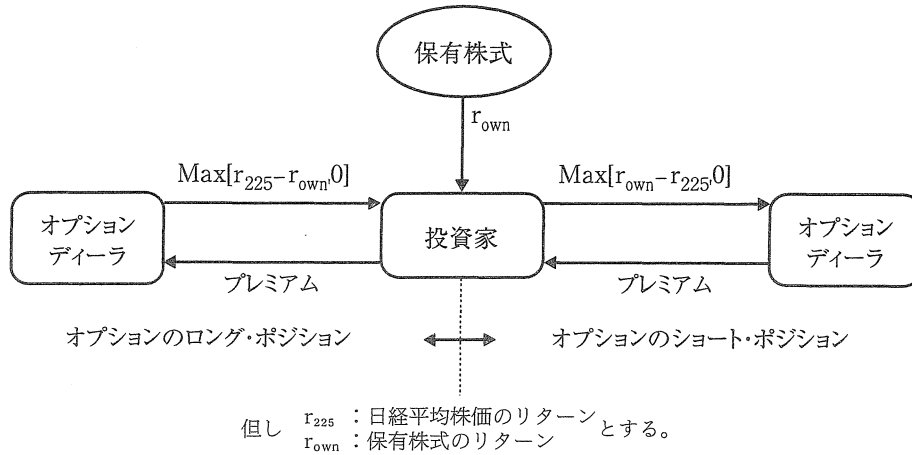 保有株式
r_own
Max[r_225−r_own,0]
Max[r_own−r_225,0]
オプション
ディーラ
投資家
オプション
ディーラ
プレミアム
プレミアム
オプションのロング・ポジション
オプションのショート・ポジション
但し r_225 :日経平均株価のリターン とする。
r_own :保有株式のリターン